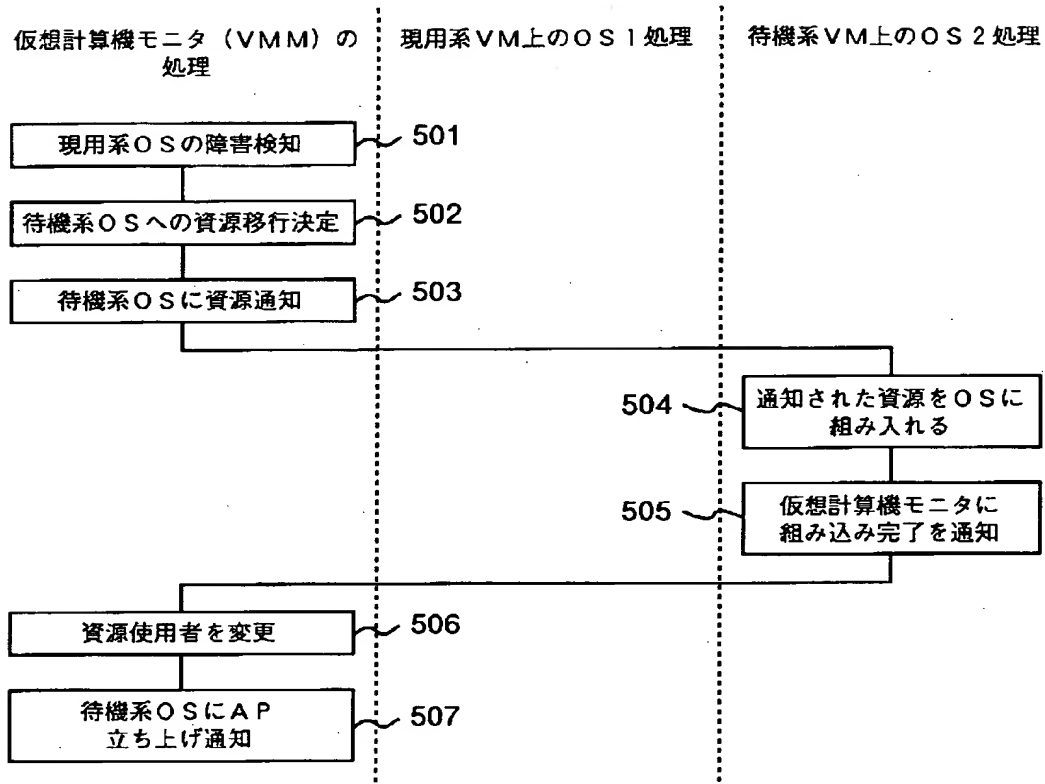 仮想計算機モニタ(VMM)の
処理
現用系VM上のOS1処理
待機系VM上のOS2処理
現用系OSの障害検知
501
待機系OSへの資源移行決定
502
待機系OSに資源通知
503
504
通知された資源をOSに
組み入れる
505
仮想計算機モニタに
組み込み完了を通知
資源使用者を変更
506
待機系OSにAP
立ち上げ通知
507